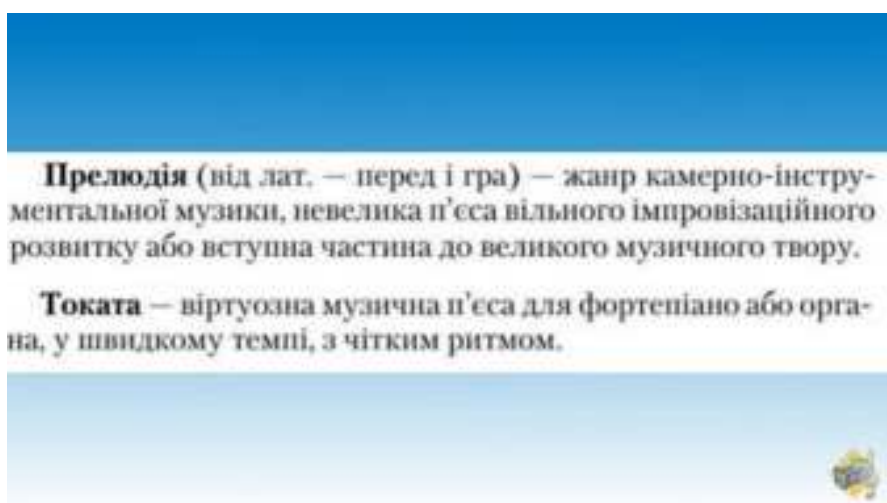 Прелюдія (від лат. — перед і гра) — жанр камерно-інстру-
ментальної музики, невелика п'єса вільного імпровізаційного
розвитку або вступна частина до великого музичного твору.
Токата — віртуозна музична п'єса для фортепіано або орга-
на, у швидкому темпі, з чітким ритмом.